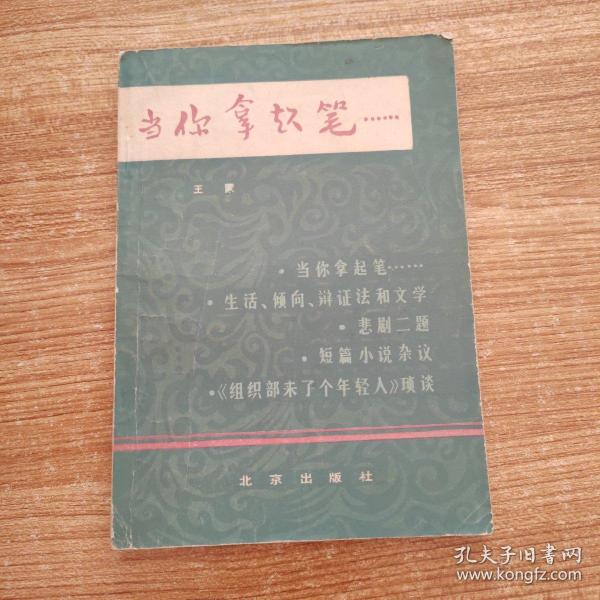 当你拿起笔……
王蒙
·当你拿起笔……
·生活、倾向、辩证法和文学
·悲剧二题
·短篇小说杂议
·《组织部来了个年轻人》琐谈
北京出版社
孔夫子旧书网
www.kongfz.com